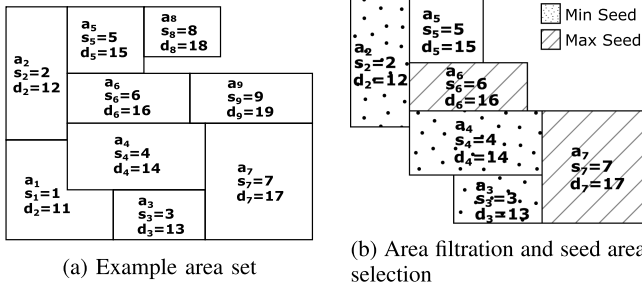 a5
s5=5
d5=15
a8
s8=8
d8=18
a2
s2=2
d2=12
a6
s6=6
d6=16
a9
s9=9
d9=19
a4
s4=4
d4=14
a1
s1=1
d2=11
a7
s7=7
d7=17
a3
s3=3
d3=13
(a) Example area set
Min Seed
Max Seed
a5
s5=5
d5=15
a2
s2=2
d2=12
a6
s6=6
d6=16
a4
s4=4
d4=14
a7
s7=7
d7=17
a3
s3=3
d3=13
(b) Area filtration and seed area
selection